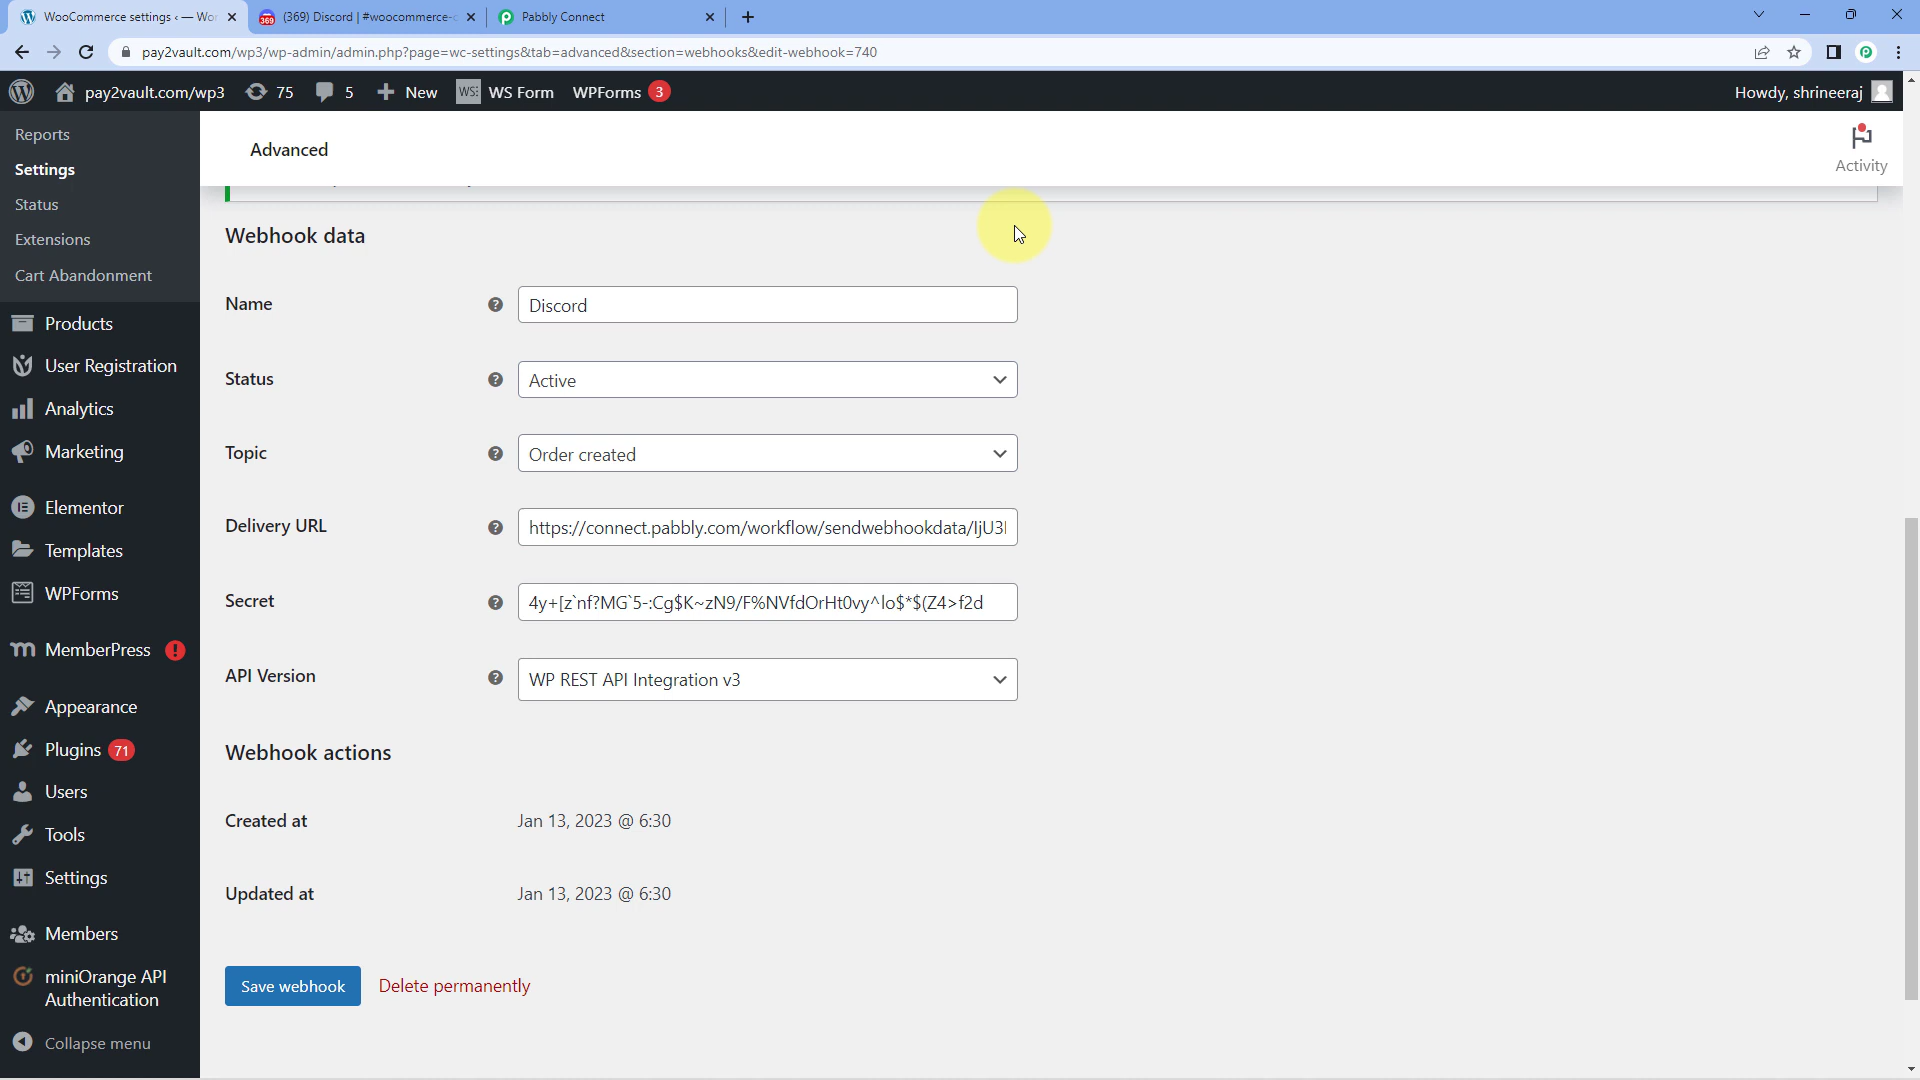 WooCommerce settings ‹ — Wor
(369) Discord | #woocommerce-c
Pabbly Connect
pay2vault.com/wp3/wp-admin/admin.php?page=wc-settings&tab=advanced&section=webhooks&edit-webhook=740
pay2vault.com/wp3 75 5 New WS Form WPForms 3
Howdy, shrineeraj
Reports
Settings
Status
Extensions
Cart Abandonment
Products
User Registration
Analytics
Marketing
Elementor
Templates
WPForms
MemberPress
Appearance
Plugins 71
Users
Tools
Settings
Members
miniOrange API
Authentication
Collapse menu
Advanced
Activity
Webhook data
Name Discord
Status Active
Topic Order created
Delivery URL https://connect.pabbly.com/workflow/sendwebhookdata/IjU3
Secret 4y+[z`nf?MG`5-:Cg$K~zN9/F%NVfdOrHt0vy^lo$*$(Z4>f2d
API Version WP REST API Integration v3
Webhook actions
Created at Jan 13, 2023 @ 6:30
Updated at Jan 13, 2023 @ 6:30
Save webhook Delete permanently